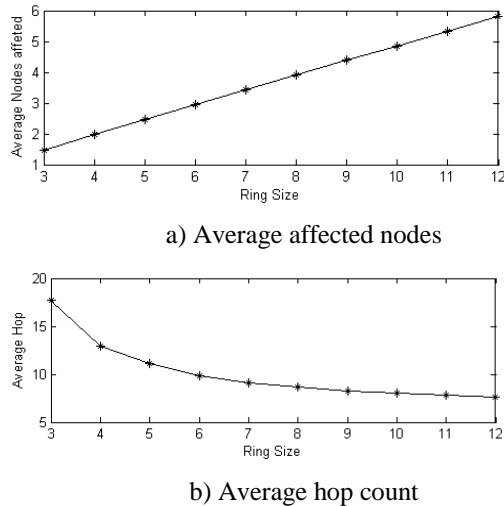 6
5
4
3
2
1
Average Nodes affeted
3 4 5 6 7 8 9 10 11 12
Ring Size
a) Average affected nodes
20
15
10
5
Average Hop
3 4 5 6 7 8 9 10 11 12
Ring Size
b) Average hop count